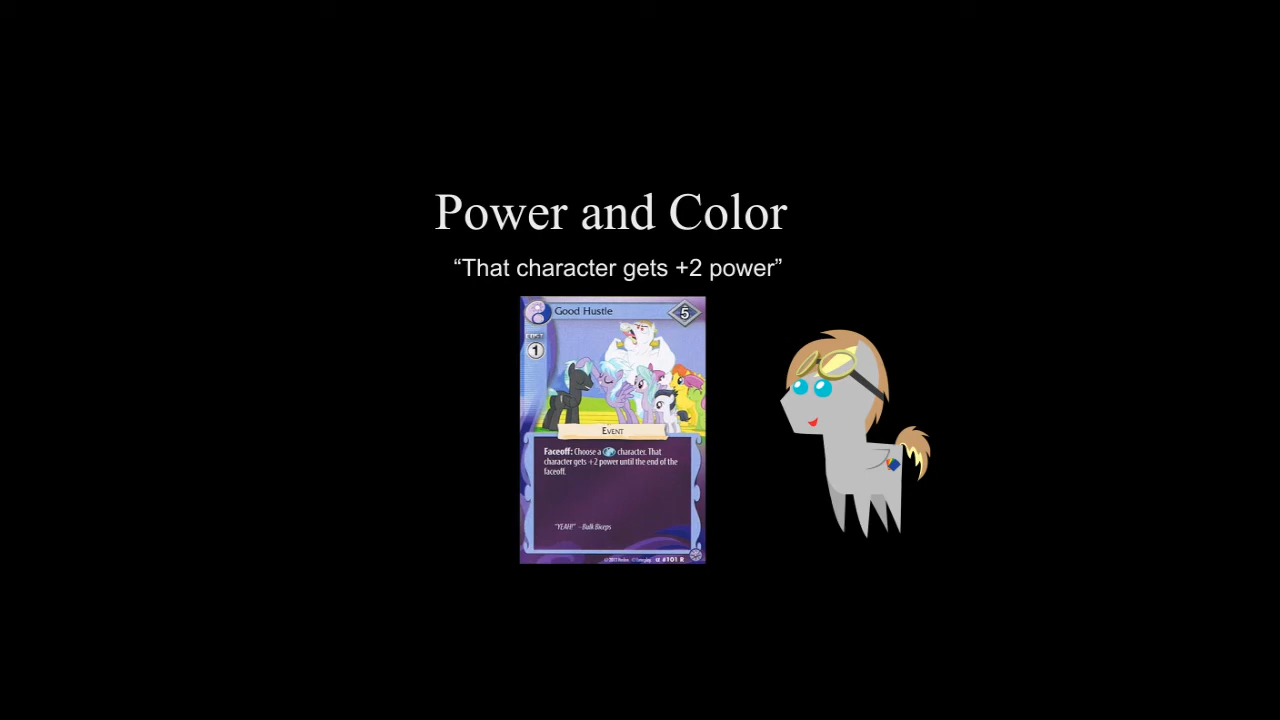 Power and Color
“That character gets +2 power”
Good Hustle
5
1
Event
Faceoff: Choose a character. That
character gets +2 power until the end of the
faceoff.
"YEAH!" -Bulk Biceps
#101 R